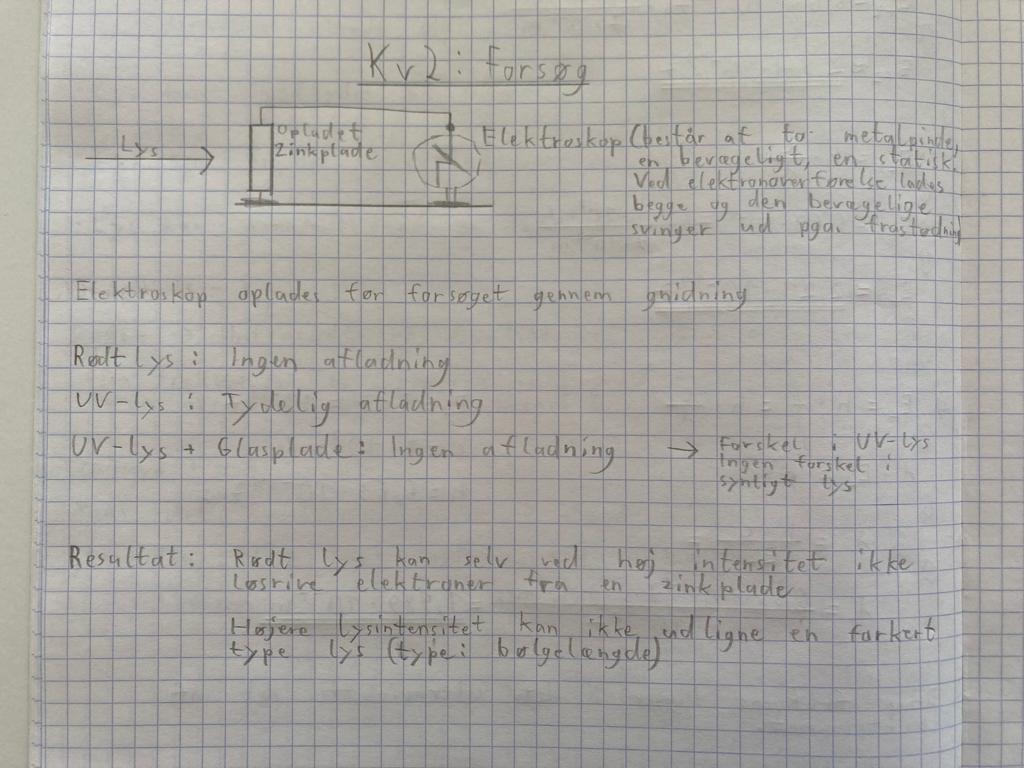 Kv2: Forsøg
Lys
Opladet
Zinkplade
Elektroskop (består af to metalpinde,
en bevægeligt, en statisk.
Ved elektronoverførelse lades
begge og den bevægelige
svinger ud pga. frastødning
Elektroskop oplades før forsøget gennem gnidning
Rødt Lys: Ingen afladning
UV-Lys: Tydelig afladning
UV-Lys + Glasplade: Ingen afladning → Forskel i UV-Lys
Ingen forskel i
synligt lys
Resultat: Rødt lys kan selv ved høj intensitet ikke
løsrive elektroner fra en zinkplade
Højere lysintensitet kan ikke udligne en farkert
type lys (type: bølgelængde)